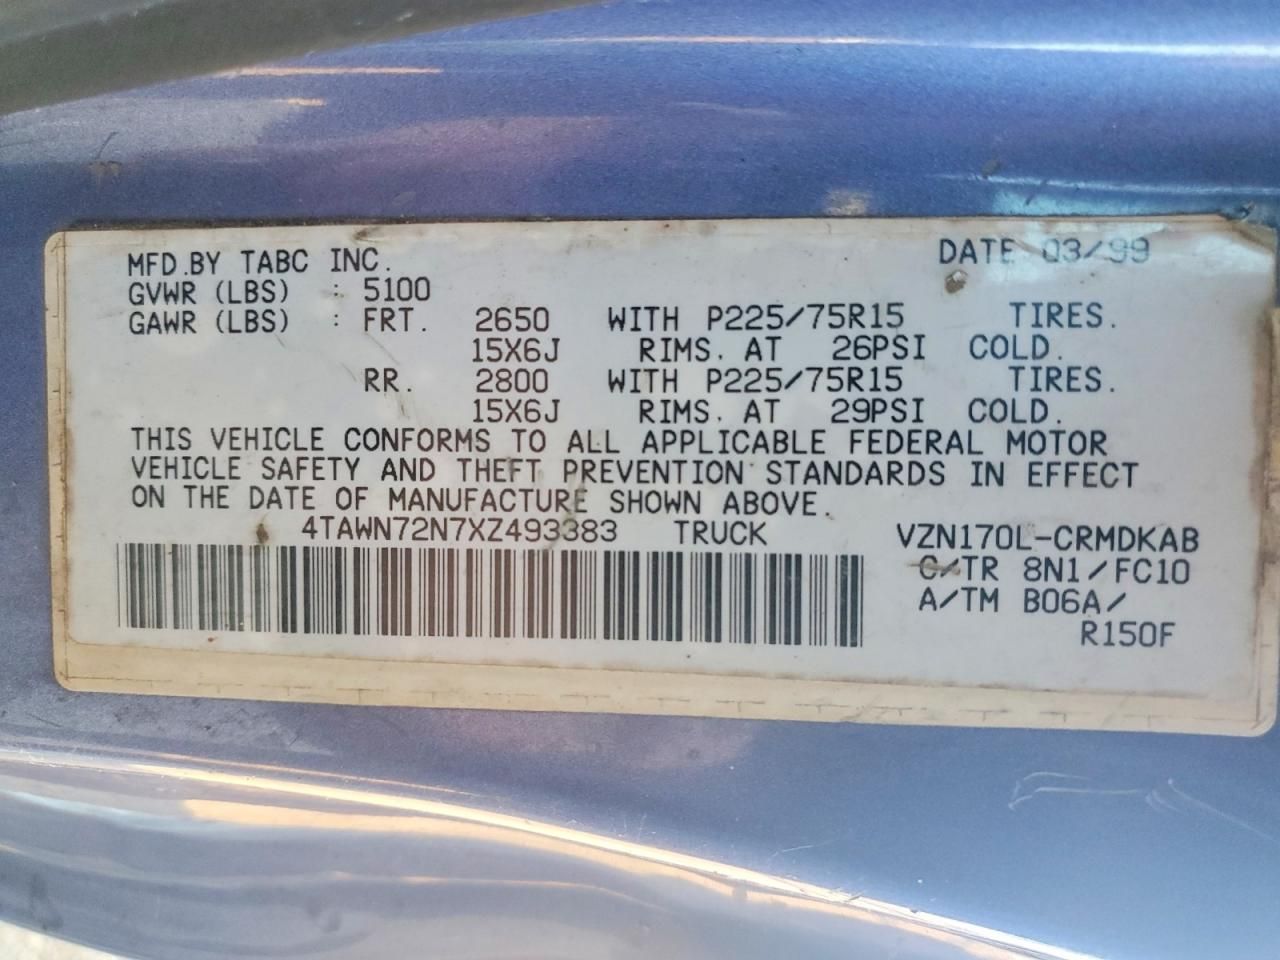 MFD.BY TABC INC. DATE 03/99
GVWR (LBS) : 5100
GAWR (LBS) : FRT. 2650 WITH P225/75R15 TIRES.
15X6J RIMS. AT 26PSI COLD.
RR. 2800 WITH P225/75R15 TIRES.
15X6J RIMS. AT 29PSI COLD.
THIS VEHICLE CONFORMS TO ALL APPLICABLE FEDERAL MOTOR
VEHICLE SAFETY AND THEFT PREVENTION STANDARDS IN EFFECT
ON THE DATE OF MANUFACTURE SHOWN ABOVE.
4TAWN72N7XZ493383 TRUCK VZN170L-CRMDKAB
C/TR 8N1/FC10
A/TM B06A/
R150F